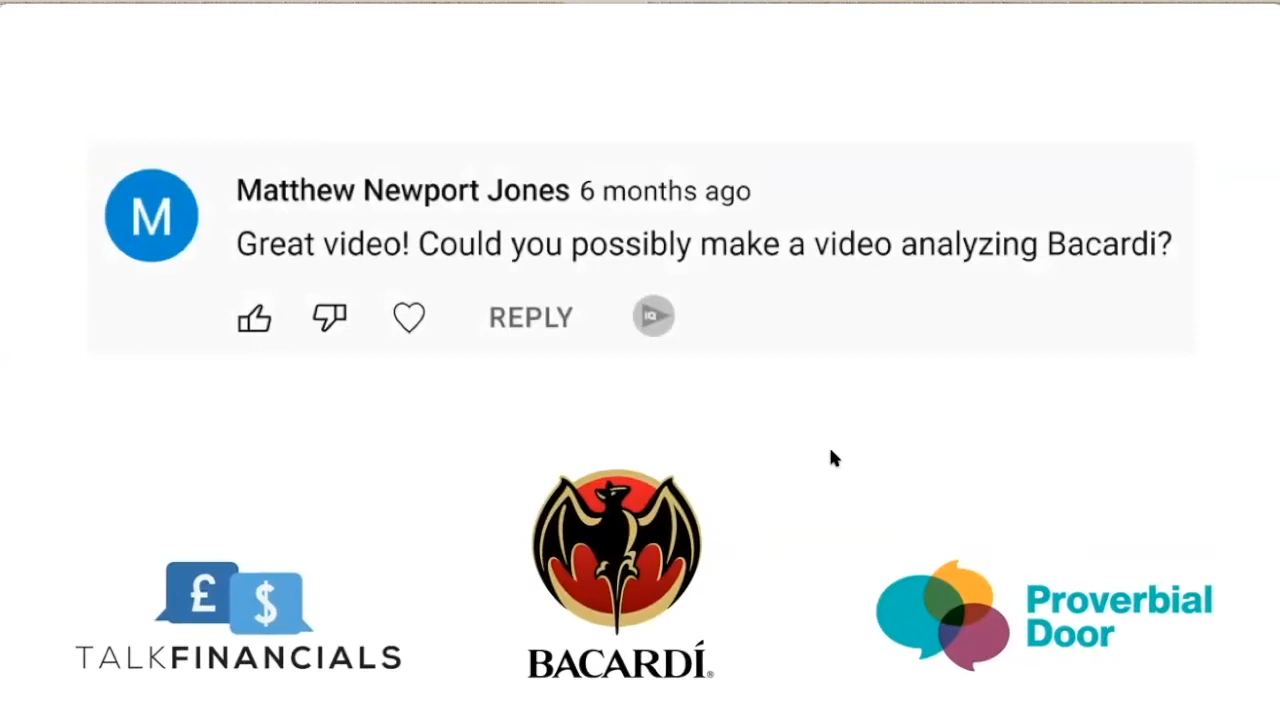 M
Matthew Newport Jones 6 months ago
Great video! Could you possibly make a video analyzing Bacardi?
REPLY
IQ
£ $
TALKFINANCIALS
BACARDÍ®
Proverbial
Door